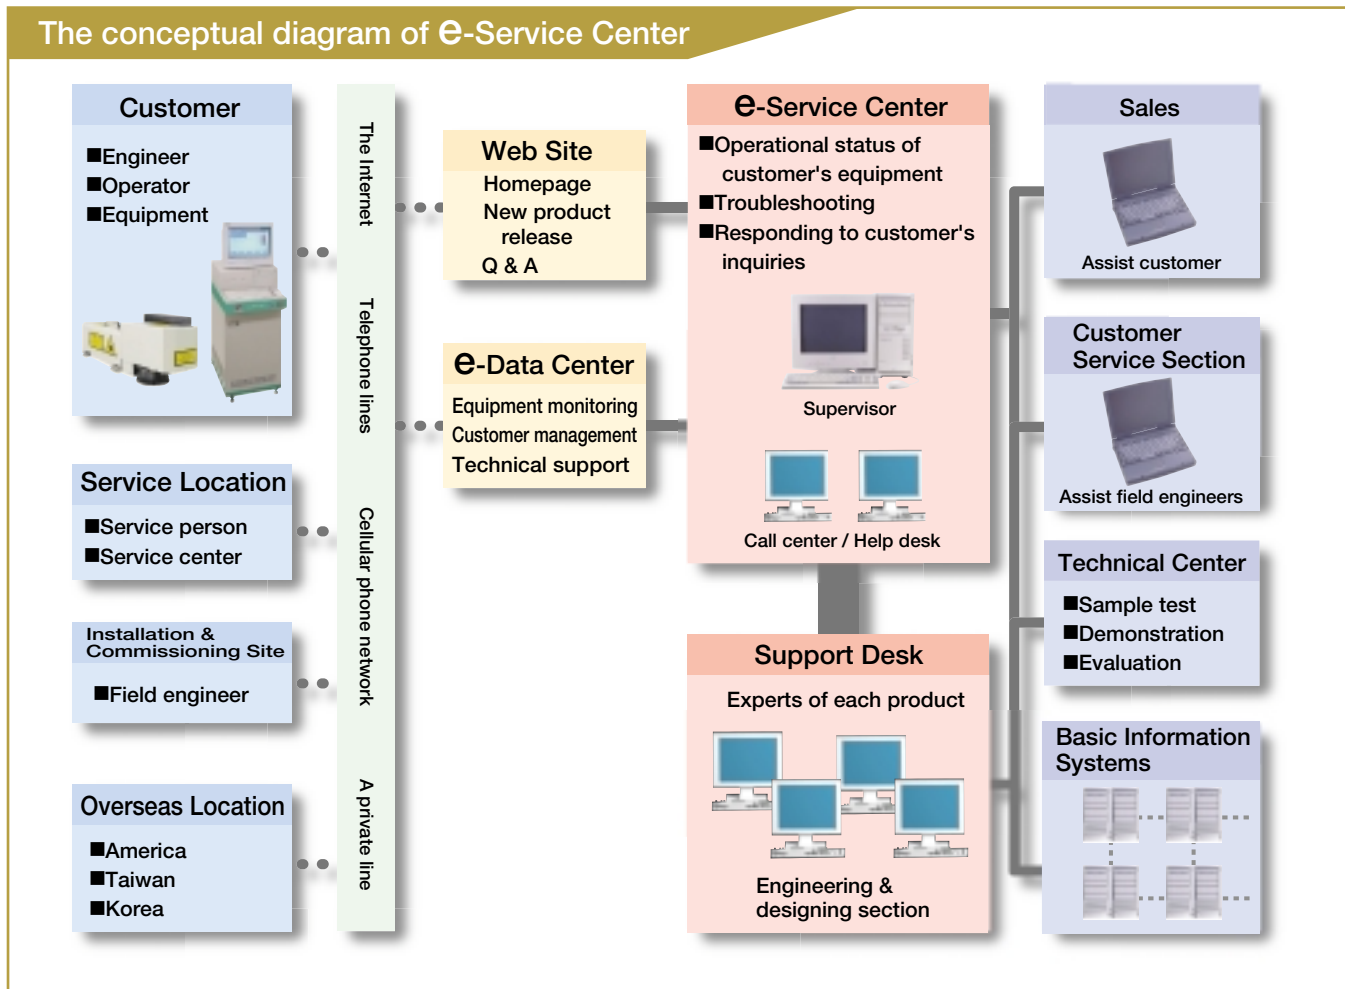 The conceptual diagram of e-Service Center
Customer
■Engineer
■Operator
■Equipment
Service Location
■Service person
■Service center
Installation &
Commissioning Site
■Field engineer
Overseas Location
■America
■Taiwan
■Korea
The Internet
Telephone lines
Cellular phone network
A private line
Web Site
Homepage
New product
release
Q & A
e-Data Center
Equipment monitoring
Customer management
Technical support
e-Service Center
■Operational status of
customer's equipment
■Troubleshooting
■Responding to customer's
inquiries
Supervisor
Call center / Help desk
Support Desk
Experts of each product
Engineering &
designing section
Sales
Assist customer
Customer
Service Section
Assist field engineers
Technical Center
■Sample test
■Demonstration
■Evaluation
Basic Information
Systems